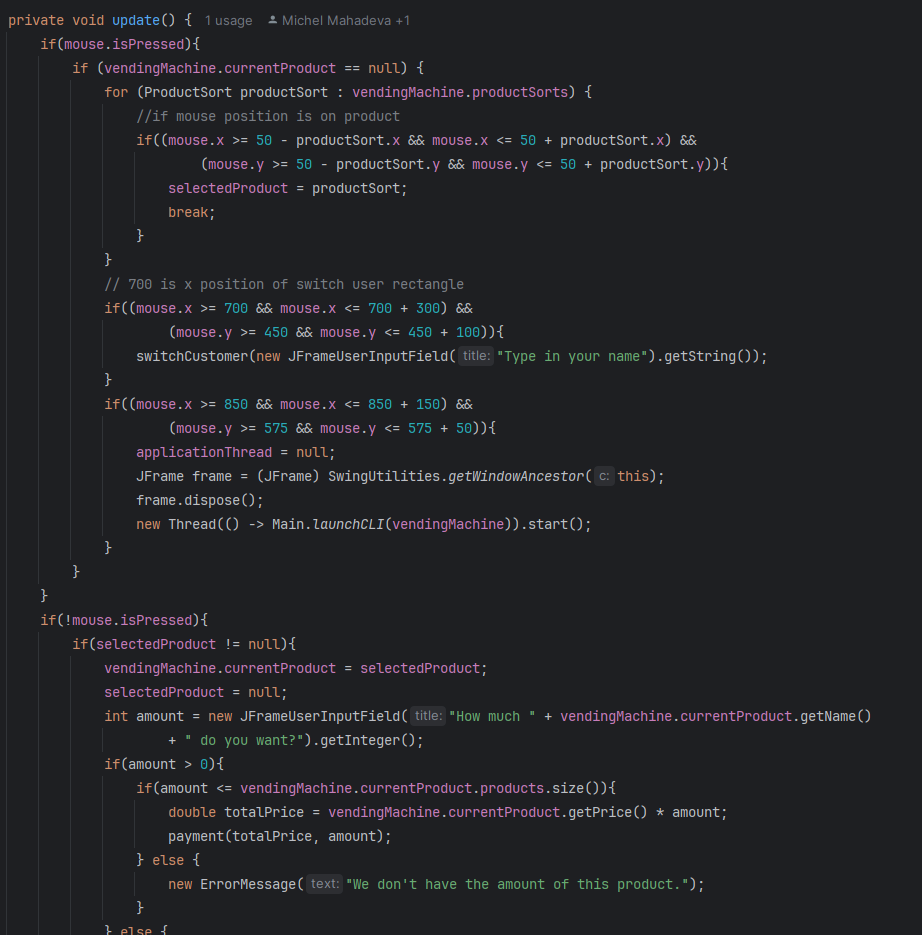 private void update() { 1 usage Michel Mahadeva +1
    if(mouse.isPressed){
        if (vendingMachine.currentProduct == null) {
            for (ProductSort productSort : vendingMachine.productSorts) {
                //if mouse position is on product
                if((mouse.x >= 50 - productSort.x && mouse.x <= 50 + productSort.x) &&
                        (mouse.y >= 50 - productSort.y && mouse.y <= 50 + productSort.y)){
                    selectedProduct = productSort;
                    break;
                }
            }
            // 700 is x position of switch user rectangle
            if((mouse.x >= 700 && mouse.x <= 700 + 300) &&
                    (mouse.y >= 450 && mouse.y <= 450 + 100)){
                switchCustomer(new JFrameUserInputField( title: "Type in your name").getString());
            }
            if((mouse.x >= 850 && mouse.x <= 850 + 150) &&
                    (mouse.y >= 575 && mouse.y <= 575 + 50)){
                applicationThread = null;
                JFrame frame = (JFrame) SwingUtilities.getWindowAncestor( c: this);
                frame.dispose();
                new Thread(() -> Main.launchCLI(vendingMachine)).start();
            }
        }
    }
    if(!mouse.isPressed){
        if(selectedProduct != null){
            vendingMachine.currentProduct = selectedProduct;
            selectedProduct = null;
            int amount = new JFrameUserInputField( title: "How much " + vendingMachine.currentProduct.getName()
                    + " do you want?").getInteger();
            if(amount > 0){
                if(amount <= vendingMachine.currentProduct.products.size()){
                    double totalPrice = vendingMachine.currentProduct.getPrice() * amount;
                    payment(totalPrice, amount);
                } else {
                    new ErrorMessage( text: "We don't have the amount of this product.");
                }
            } else {